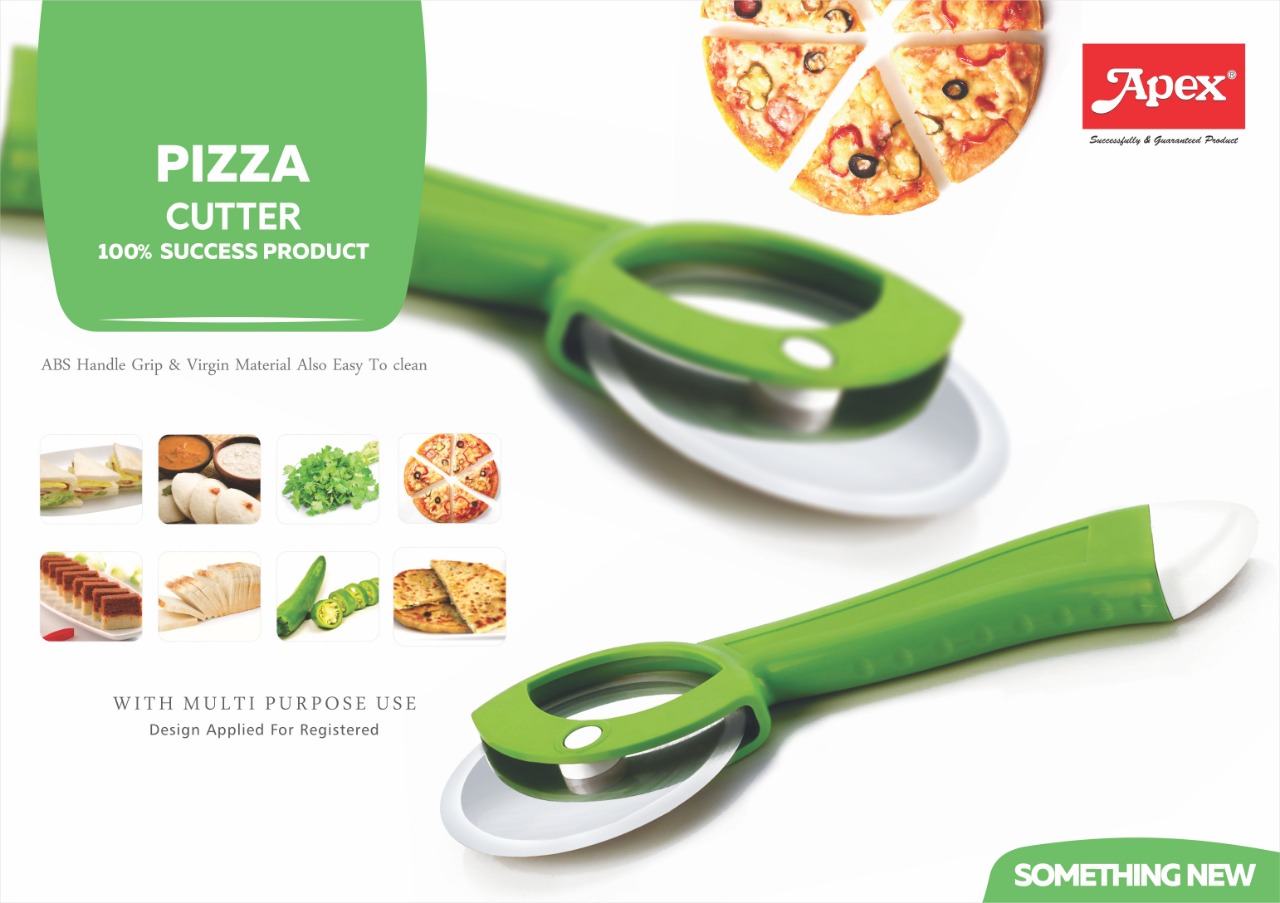 PIZZA
CUTTER
100% SUCCESS PRODUCT
Apex®
Successfully & Guaranteed Product
ABS Handle Grip & Virgin Material Also Easy To clean
WITH MULTI PURPOSE USE
Design Applied For Registered
SOMETHING NEW